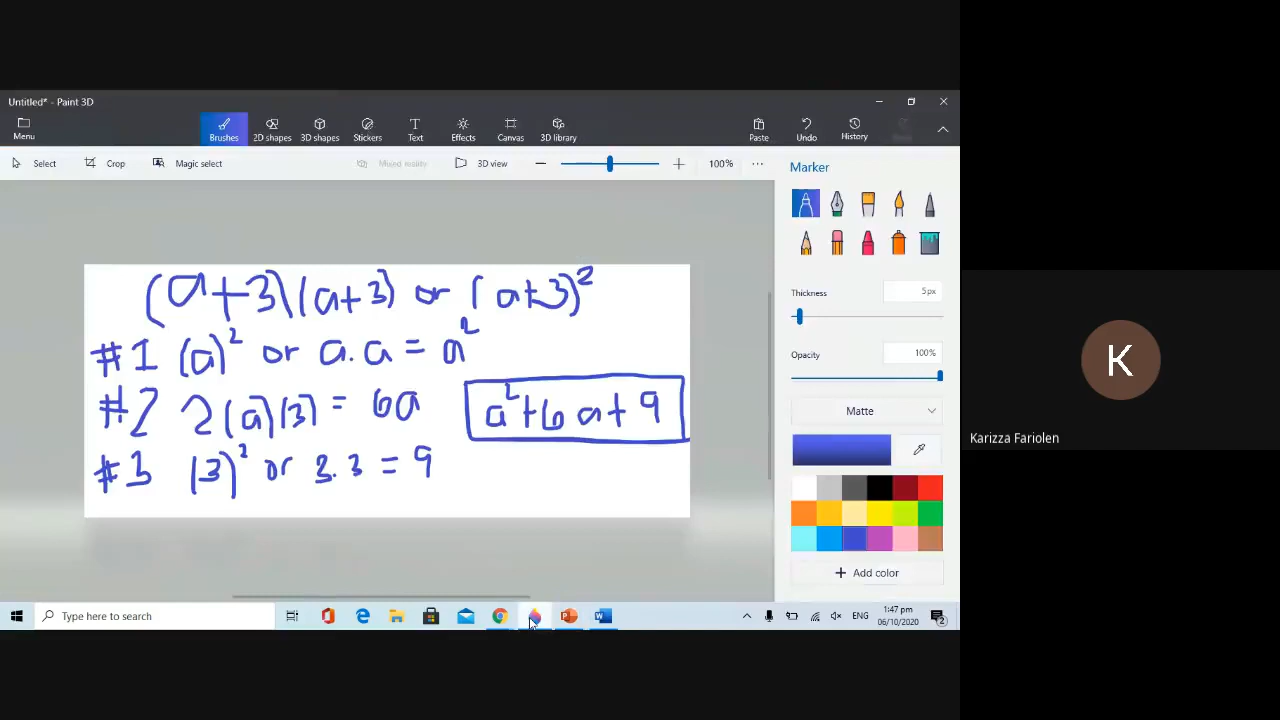 Untitled* - Paint 3D
Menu
Brushes 2D shapes 3D shapes Stickers Text Effects Canvas 3D library Paste Undo History
Select Crop Magic select Mixed reality 3D view 100% ...
Marker
Thickness 5px
Opacity 100%
Matte
+ Add color
(a+3)(a+3) or (a+3)²
#1 (a)² or a.a = a²
#2 2(a)(3) = 6a
a²+6a+9
#3 (3)² or 3.3 = 9
Type here to search
ENG
1:47 pm
06/10/2020
2
K
Karizza Fariolen